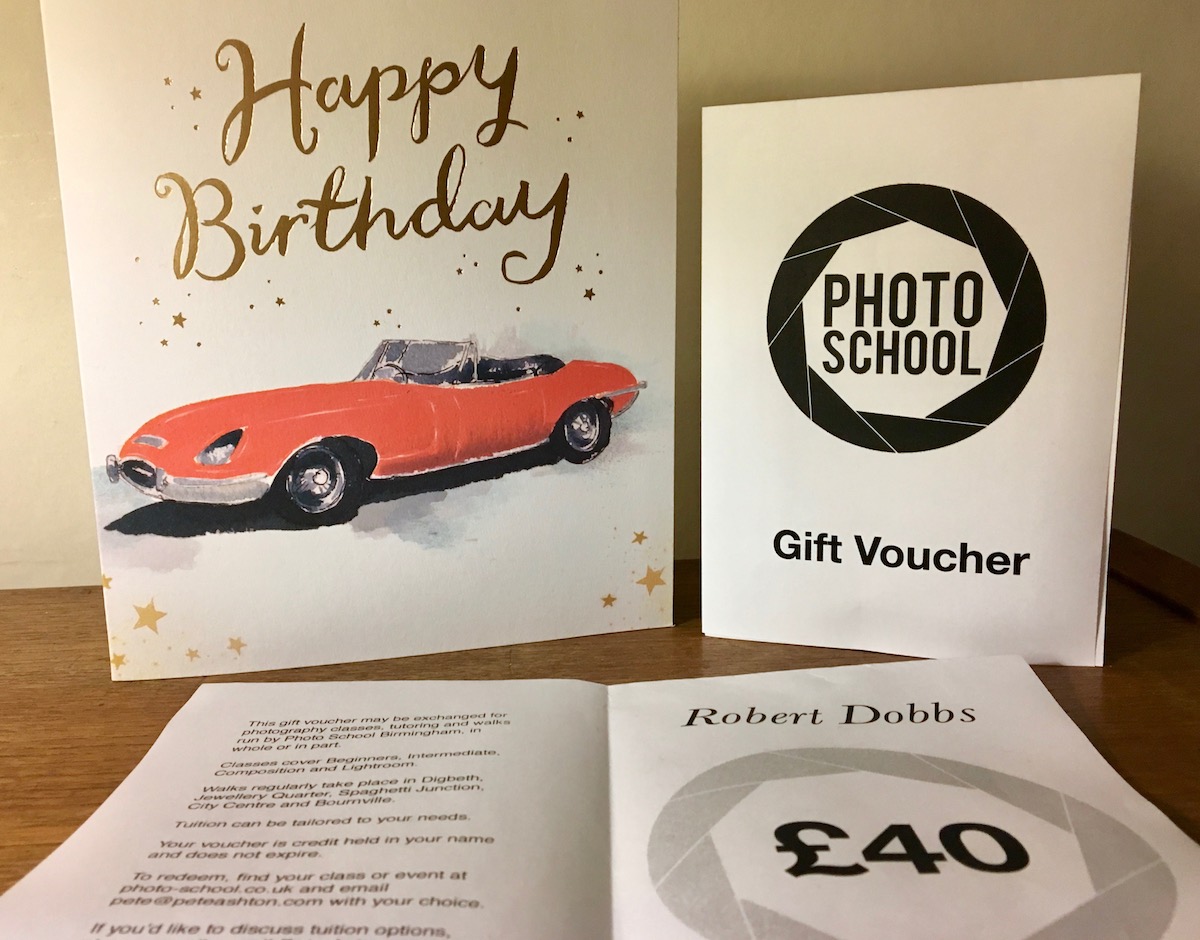 Happy
Birthday
PHOTO
SCHOOL
Gift Voucher
This gift voucher may be exchanged for
photography classes, tutoring and walks
run by Photo School Birmingham, in
whole or in part.
Classes cover Beginners, Intermediate,
Composition and Lightroom.
Walks regularly take place in Digbeth,
Jewellery Quarter, Spaghetti Junction,
City Centre and Bournville.
Tuition can be tailored to your needs.
Your voucher is credit held in your name
and does not expire.
To redeem, find your class or event at
photo-school.co.uk and email
pete@peteashton.com with your choice.
If you'd like to discuss tuition options,
Robert Dobbs
£40